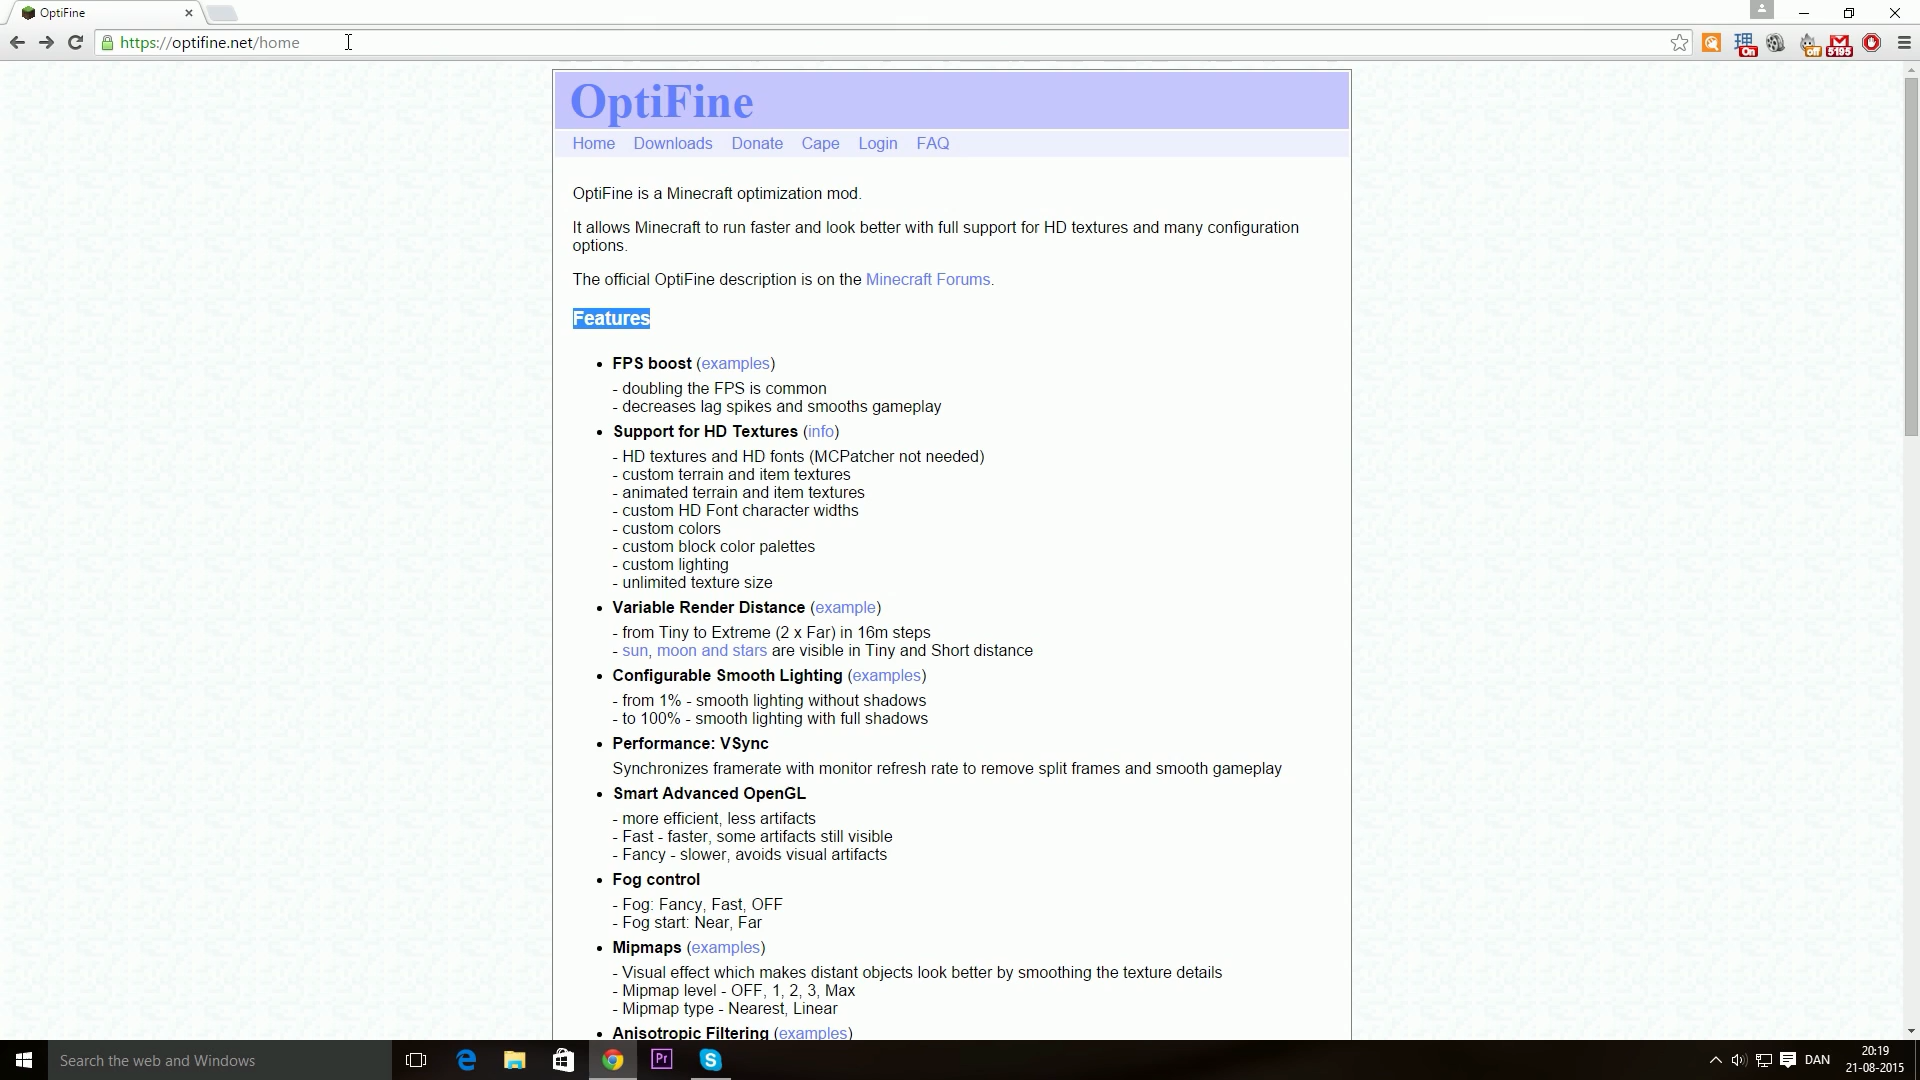 OptiFine
https://optifine.net/home
理
On
off
5195
OptiFine
Home Downloads Donate Cape Login FAQ
OptiFine is a Minecraft optimization mod.
It allows Minecraft to run faster and look better with full support for HD textures and many configuration
options.
The official OptiFine description is on the Minecraft Forums.
Features
• FPS boost (examples)
- doubling the FPS is common
- decreases lag spikes and smooths gameplay
• Support for HD Textures (info)
- HD textures and HD fonts (MCPatcher not needed)
- custom terrain and item textures
- animated terrain and item textures
- custom HD Font character widths
- custom colors
- custom block color palettes
- custom lighting
- unlimited texture size
• Variable Render Distance (example)
- from Tiny to Extreme (2 x Far) in 16m steps
- sun, moon and stars are visible in Tiny and Short distance
• Configurable Smooth Lighting (examples)
- from 1% - smooth lighting without shadows
- to 100% - smooth lighting with full shadows
• Performance: VSync
Synchronizes framerate with monitor refresh rate to remove split frames and smooth gameplay
• Smart Advanced OpenGL
- more efficient, less artifacts
- Fast - faster, some artifacts still visible
- Fancy - slower, avoids visual artifacts
• Fog control
- Fog: Fancy, Fast, OFF
- Fog start: Near, Far
• Mipmaps (examples)
- Visual effect which makes distant objects look better by smoothing the texture details
- Mipmap level - OFF, 1, 2, 3, Max
- Mipmap type - Nearest, Linear
• Anisotropic Filtering (examples)
Search the web and Windows
Pr
DAN
20:19
21-08-2015